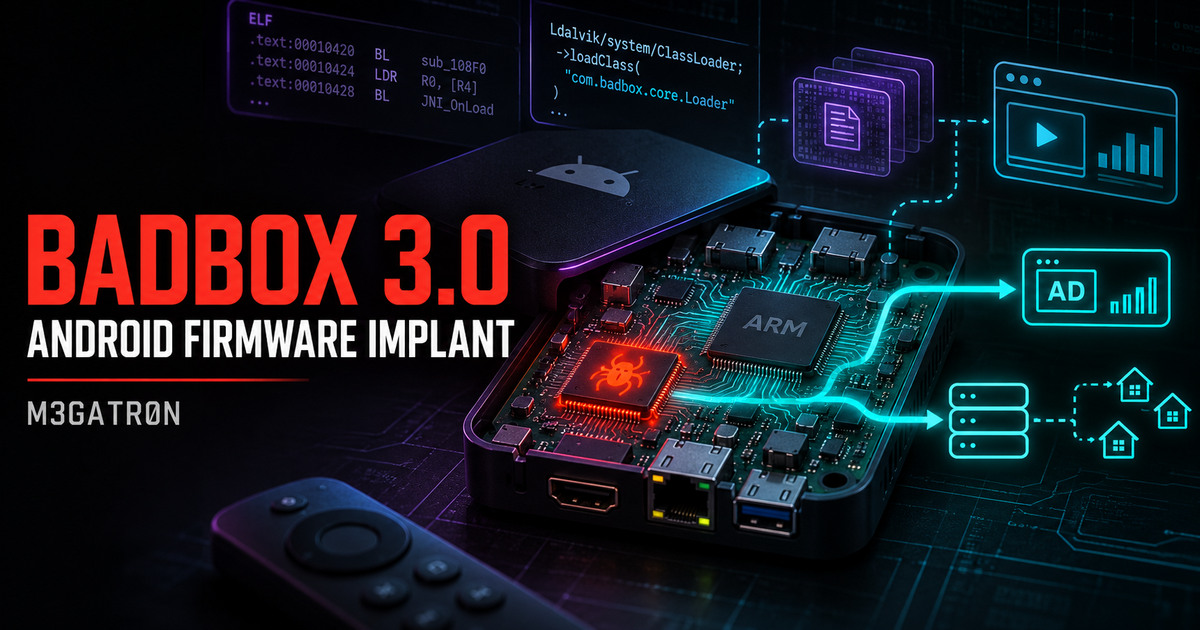 ELF
.text:00010420 BL sub_108F0
.text:00010424 LDR R0, [R4]
.text:00010428 BL JNI_OnLoad
...
Ldalvik/system/ClassLoader;
->loadClass(
"com.badbox.core.Loader"
)
...
BADBOX 3.0
ANDROID FIRMWARE IMPLANT
M3GATR0N
ARM
AD